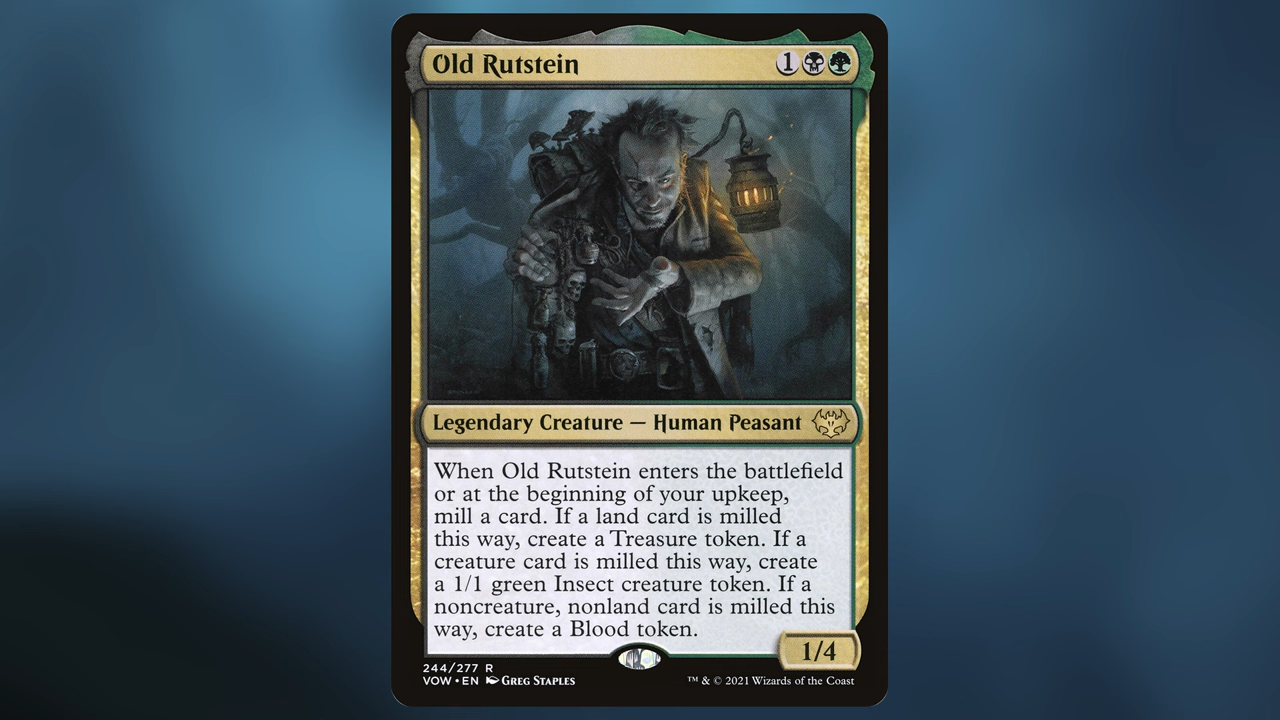 Old Rutstein
1
Legendary Creature — Human Peasant
When Old Rutstein enters the battlefield
or at the beginning of your upkeep,
mill a card. If a land card is milled
this way, create a Treasure token. If a
creature card is milled this way, create
a 1/1 green Insect creature token. If a
noncreature, nonland card is milled this
way, create a Blood token.
1/4
244/277 R
VOW • EN GREG STAPLES
™ & © 2021 Wizards of the Coast